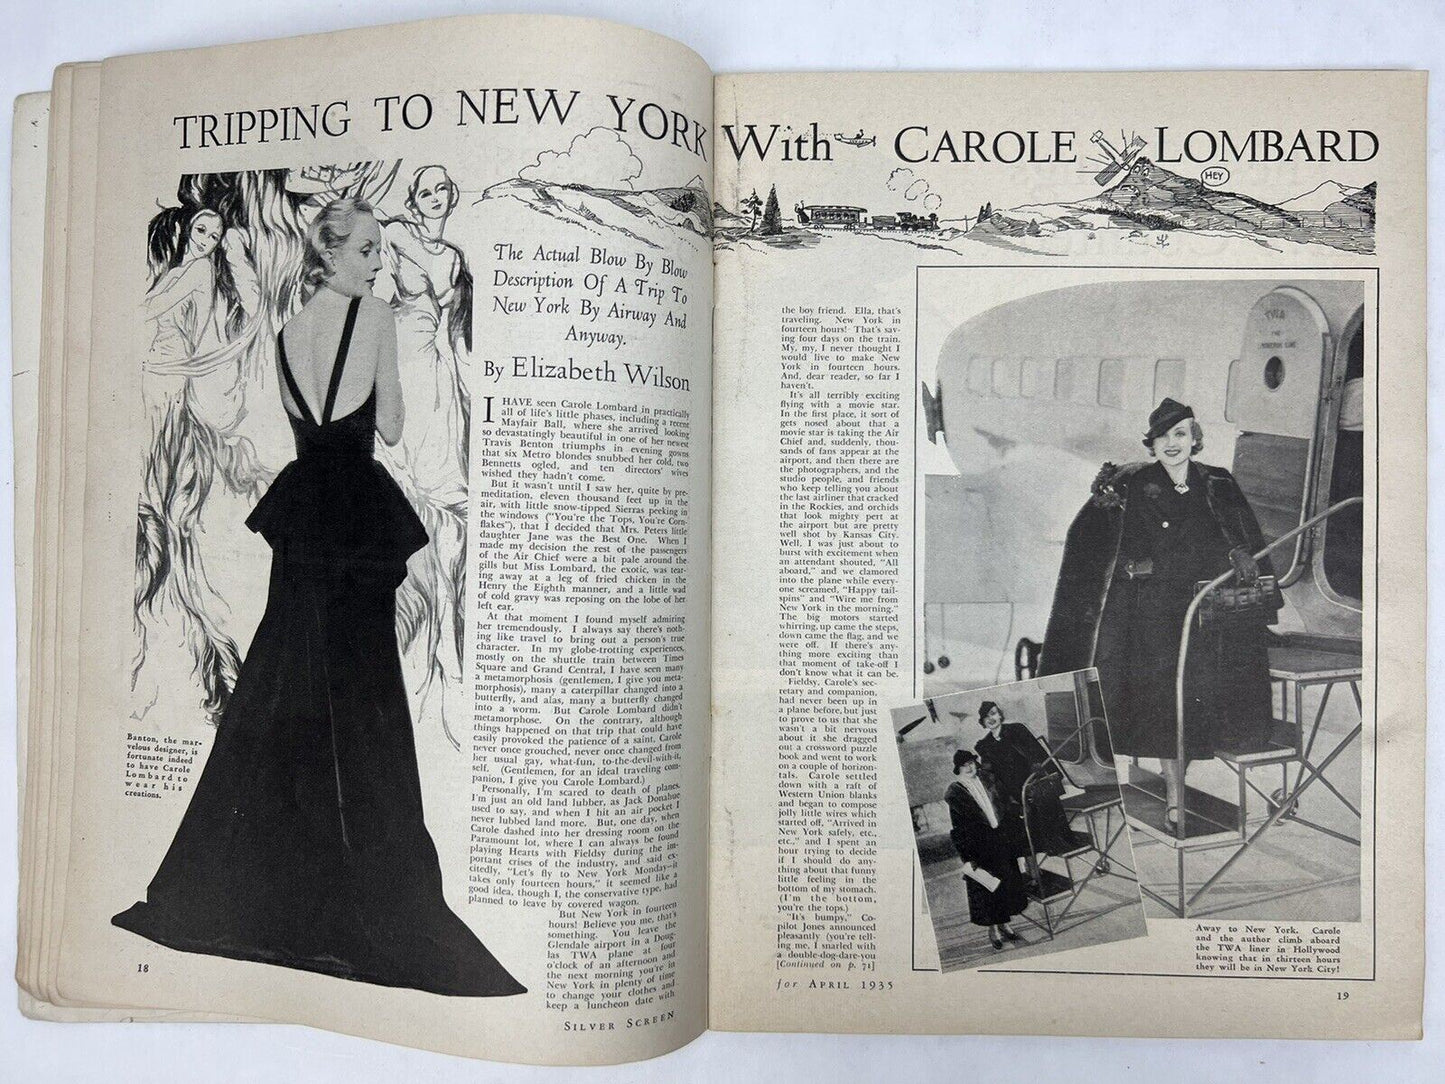 TRIPPING TO NEW YORK With CAROLE LOMBARD
HEY
The Actual Blow By Blow
Description Of A Trip To
New York By Airway And
Anyway.
By Elizabeth Wilson
I HAVE seen Carole Lombard in practically
all of life's little phases, including a recent
Mayfair Ball, where she arrived looking
so devastatingly beautiful in one of her newest
Travis Benton triumphs in evening gowns
that six Metro blondes snubbed her cold, two
Bennetts ogled, and ten directors' wives
wished they hadn't come.
But it wasn't until I saw her, quite by pre-
meditation, eleven thousand feet up in the
air, with little snow-tipped Sierras peeking in
the windows ("You're the Tops, You're Corn-
flakes"), that I decided that Mrs. Peters little
daughter Jane was the Best One. When I
made my decision the rest of the passengers
of the Air Chief were a bit pale around the
gills but Miss Lombard, the exotic, was tear-
ing away at a leg of fried chicken in the
Henry the Eighth manner, and a little wad
of cold gravy was reposing on the lobe of her
left ear.
At that moment I found myself admiring
her tremendously. I always say there's noth-
ing like travel to bring out a person's true
character. In my globe-trotting experiences,
mostly on the shuttle train between Times
Square and Grand Central, I have seen many
a metamorphosis (gentlemen, I give you meta-
morphosis), many a caterpillar changed into a
butterfly, and alas, many a butterfly changed
into a worm. But Carole Lombard didn't
metamorphose. On the contrary, although
things happened on that trip that could have
easily provoked the patience of a saint, Carole
never once grouched, never once changed from
her usual gay, what-fun, to-the-devil-with-it,
self. (Gentlemen, for an ideal traveling com-
panion, I give you Carole Lombard.)
Personally, I'm scared to death of planes.
I'm just an old land lubber, as Jack Donahue
used to say, and when I hit an air pocket I
never lubbed land more. But, one day, when
Carole dashed into her dressing room on the
Paramount lot, where I can always be found
playing Hearts with Fieldsy during the im-
portant crises of the industry, and said ex-
citedly, "Let's fly to New York Monday—it
takes only fourteen hours," it seemed like a
good idea, though I, the conservative type, had
planned to leave by covered wagon.
But New York in fourteen
hours! Believe you me, that's
something. You leave the
Glendale airport in a Doug-
las TWA plane at four
o'clock of an afternoon and
the next morning you're in
New York in plenty of time
to change your clothes and
keep a luncheon date with
Banton, the mar-
velous designer, is
fortunate indeed
to have Carole
Lombard to
wear his
creations.
18
SILVER SCREEN
the boy friend. Ella, that's
traveling. New York in
fourteen hours! That's sav-
ing four days on the train.
My, my, I never thought I
would live to make New
York in fourteen hours.
And, dear reader, so far I
haven't.
It's all terribly exciting
flying with a movie star.
In the first place, it sort of
gets nosed about that a
movie star is taking the Air
Chief and, suddenly, thou-
sands of fans appear at the
airport, and then there are
the photographers, and the
studio people, and friends
who keep telling you about
the last airliner that cracked
in the Rockies, and orchids
that look mighty pert at
the airport but are pretty
well shot by Kansas City.
Well, I was just about to
burst with excitement when
an attendant shouted, "All
aboard," and we clamored
into the plane while every-
one screamed, "Happy tail-
spins" and "Wire me from
New York in the morning."
The big motors started
whirring, up came the steps,
down came the flag, and we
were off. If there's any-
thing more exciting than
that moment of take-off I
don't know what it can be.
Fieldsy, Carole's sec-
retary and companion,
had never been up in
a plane before, but just
to prove to us that she
wasn't a bit nervous
about it she dragged
out a crossword puzzle
book and went to work
on a couple of horizon-
tals. Carole settled
down with a raft of
Western Union blanks
and began to compose
jolly little wires which
started off, "Arrived in
New York safely, etc.,
etc.," and I spent an
hour trying to decide
if I should do any-
thing about that funny
little feeling in the
bottom of my stomach.
(I'm the bottom,
you're the tops.)
"It's bumpy," Co-
pilot Jones announced
pleasantly (you're tell-
ing me, I snarled with
a double-dog-dare-you
[Continued on p. 71]
TWA
THE
LINE
Away to New York. Carole
and the author climb aboard
the TWA liner in Hollywood
knowing that in thirteen hours
they will be in New York City!
for APRIL 1935
19